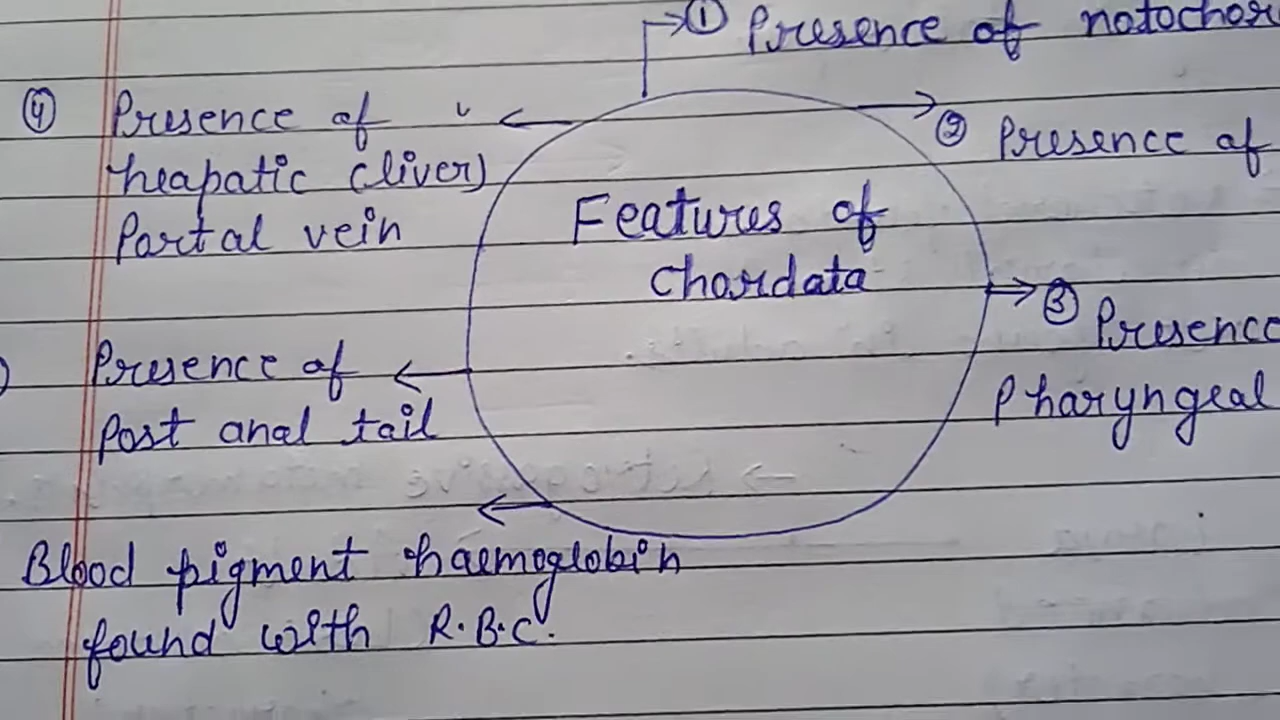 ① Presence of notochor
④ Presence of
② Presence of
heapatic (liver)
Portal vein
Features of
Chordata
③ Presence
Pharyngeal
Presence of
Post anal tail
Blood pigment haemoglobin
found with R.B.C.